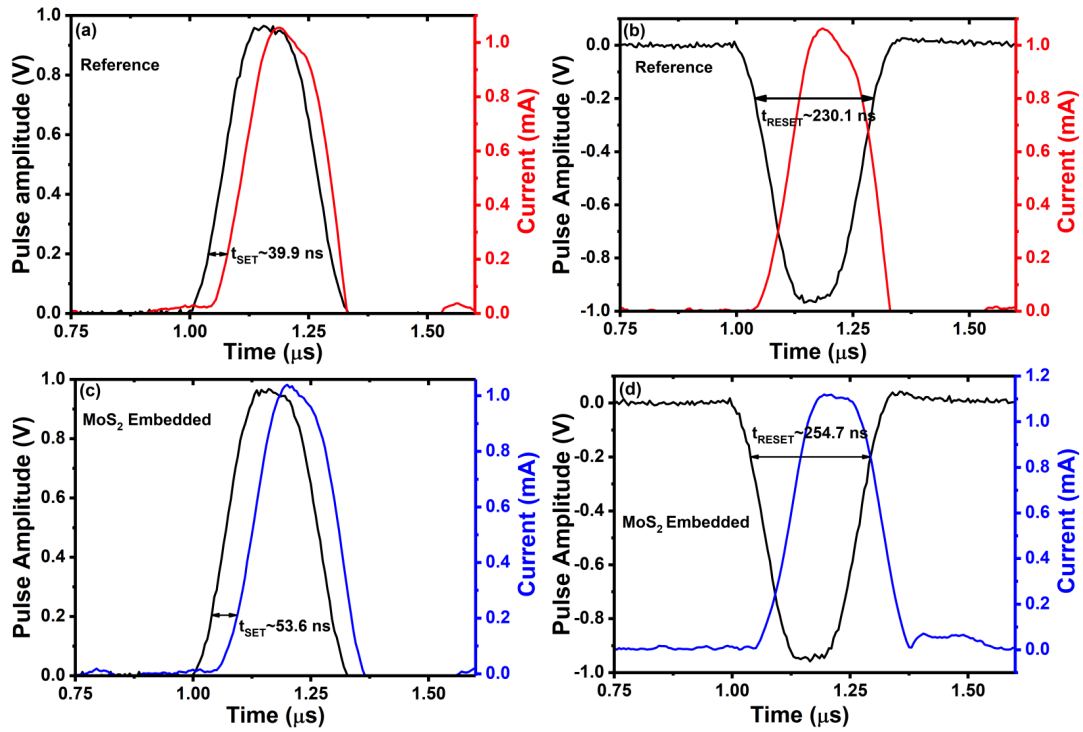 (a)
Reference
t_SET~39.9 ns
Pulse amplitude (V)
1.0
0.8
0.6
0.4
0.2
0.0
Current (mA)
1.0
0.8
0.6
0.4
0.2
0.0
0.75 1.00 1.25 1.50
Time (μs)
(b)
Reference
t_RESET~230.1 ns
Pulse Amplitude (V)
0.0
-0.2
-0.4
-0.6
-0.8
-1.0
Current (mA)
1.0
0.8
0.6
0.4
0.2
0.0
0.75 1.00 1.25 1.50
Time (μs)
(c)
MoS₂ Embedded
t_SET~53.6 ns
Pulse Amplitude (V)
1.0
0.8
0.6
0.4
0.2
0.0
Current (mA)
1.0
0.8
0.6
0.4
0.2
0.0
0.75 1.00 1.25 1.50
Time (μs)
(d)
t_RESET~254.7 ns
MoS₂ Embedded
Pulse Amplitude (V)
0.0
-0.2
-0.4
-0.6
-0.8
-1.0
Current (mA)
1.2
1.0
0.8
0.6
0.4
0.2
0.0
0.75 1.00 1.25 1.50
Time (μs)